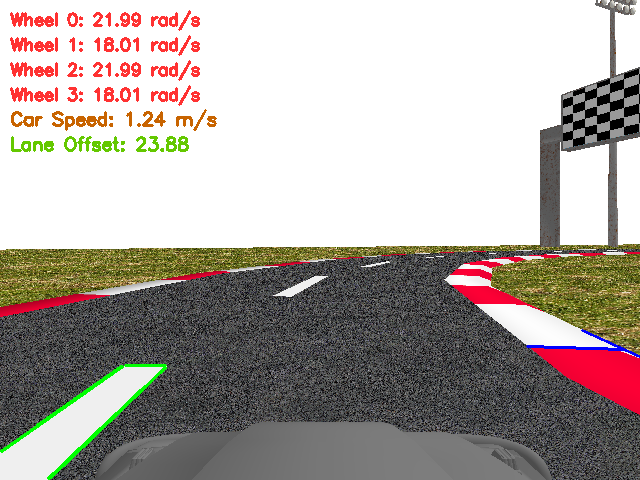 Wheel 0: 21.99 rad/s
Wheel 1: 18.01 rad/s
Wheel 2: 21.99 rad/s
Wheel 3: 18.01 rad/s
Car Speed: 1.24 m/s
Lane Offset: 23.88